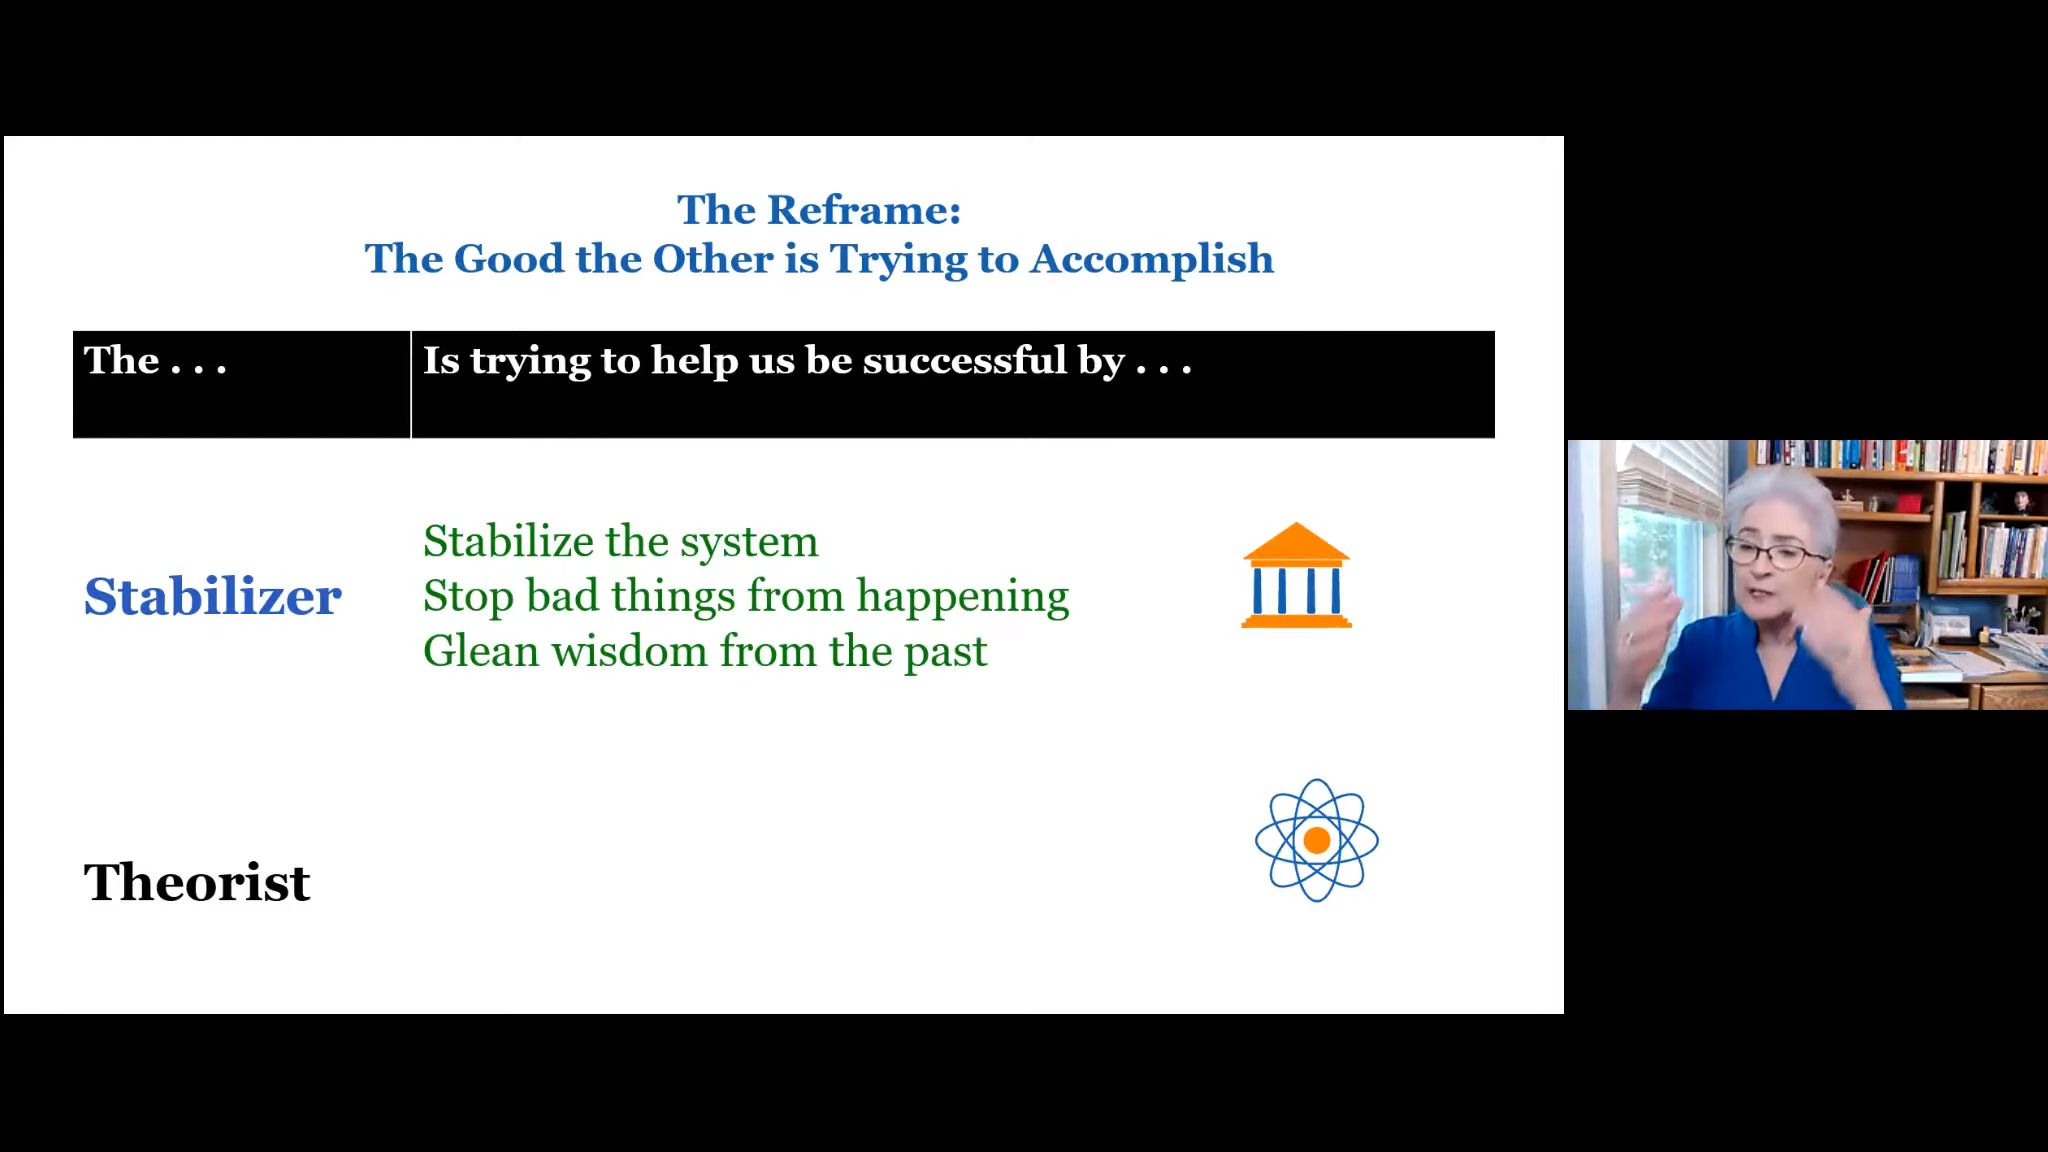 The Reframe:
The Good the Other is Trying to Accomplish
The . . .
Is trying to help us be successful by . . .
Stabilizer
Stabilize the system
Stop bad things from happening
Glean wisdom from the past
Theorist